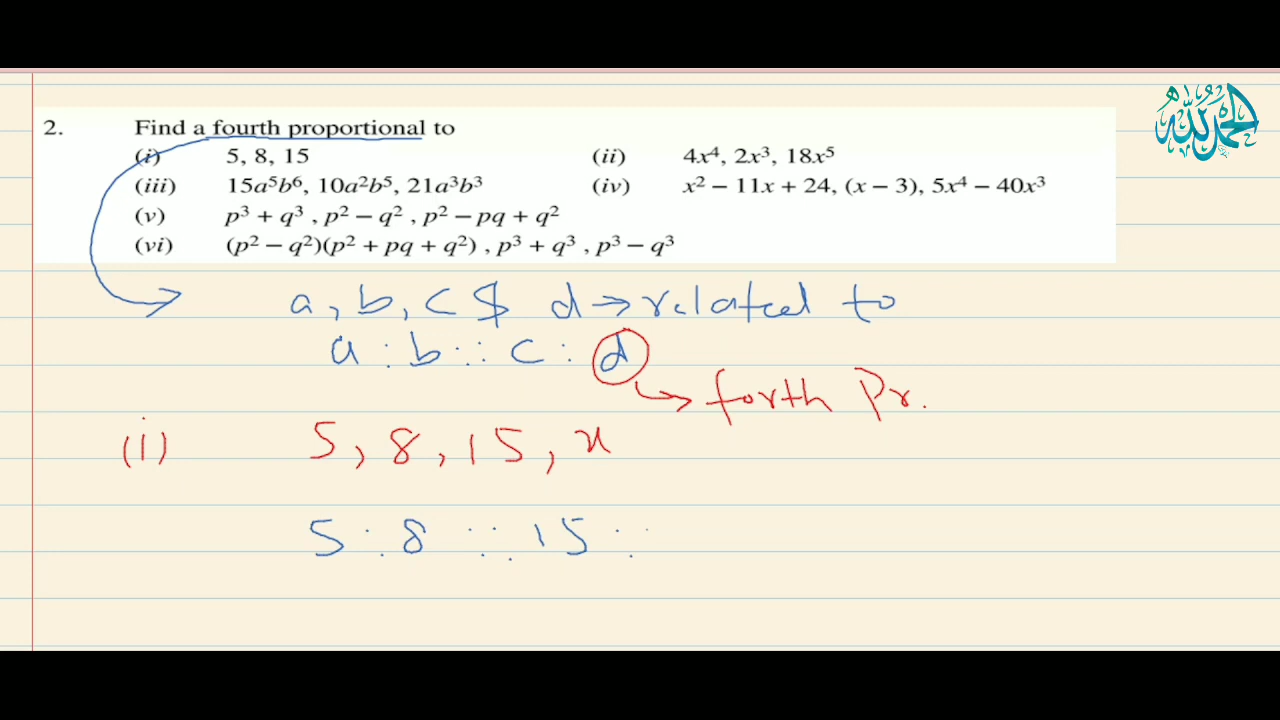 الحمد لله
2. Find a fourth proportional to
(i) 5, 8, 15 (ii) 4x⁴, 2x³, 18x⁵
(iii) 15a⁵b⁶, 10a²b⁵, 21a³b³ (iv) x² − 11x + 24, (x − 3), 5x⁴ − 40x³
(v) p³ + q³ , p² − q² , p² − pq + q²
(vi) (p² − q²)(p² + pq + q²) , p³ + q³ , p³ − q³
a, b, c $ d → related to
a : b :: c : d
→ forth Pr.
(i) 5, 8, 15, x
5 : 8 :: 15 :